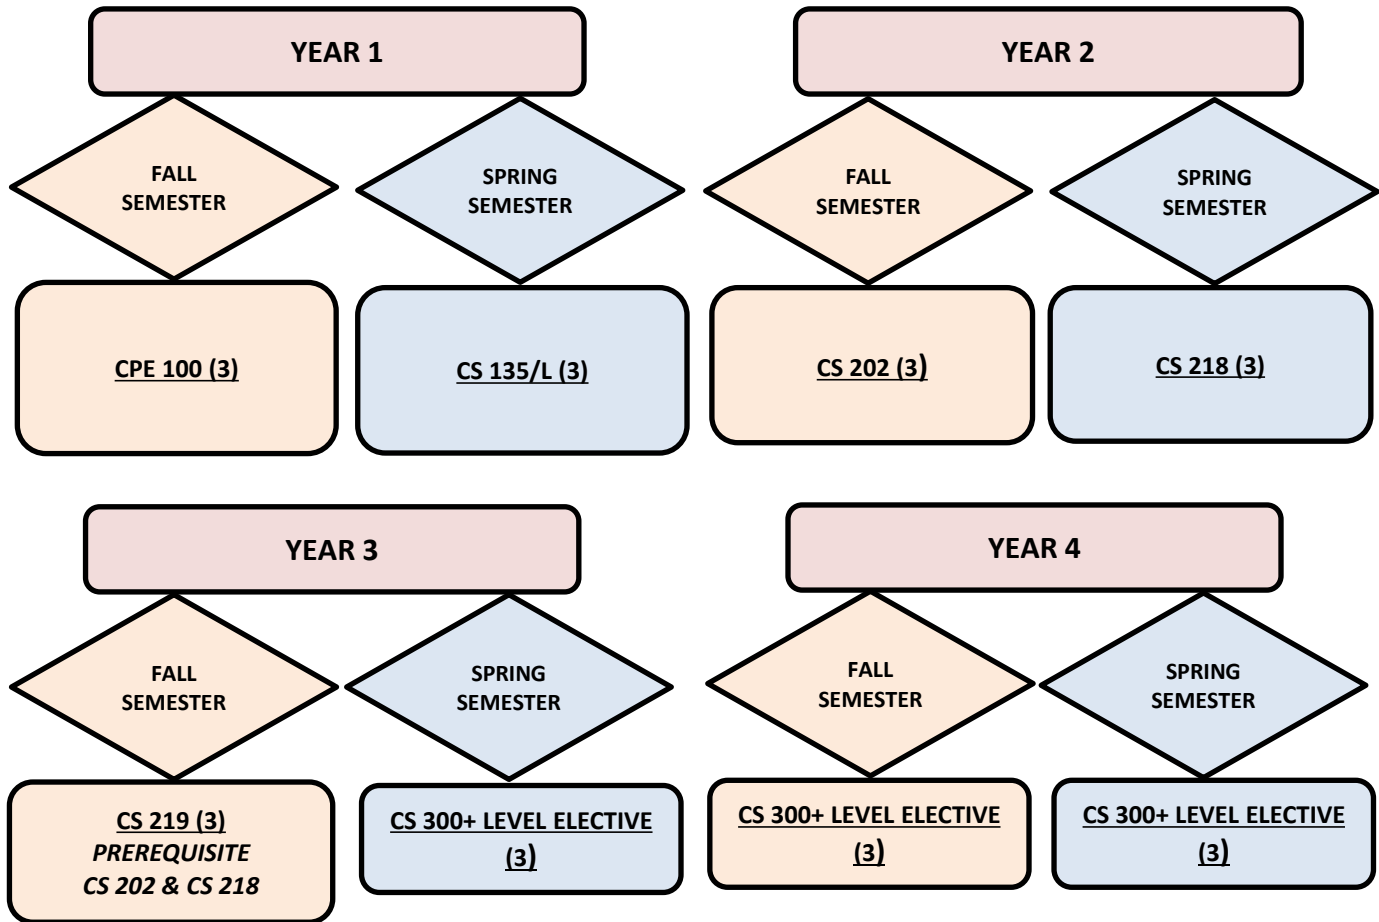 YEAR 1
FALL
SEMESTER
CPE 100 (3)
SPRING
SEMESTER
CS 135/L (3)
YEAR 2
FALL
SEMESTER
CS 202 (3)
SPRING
SEMESTER
CS 218 (3)
YEAR 3
FALL
SEMESTER
CS 219 (3)
PREREQUISITE
CS 202 & CS 218
SPRING
SEMESTER
CS 300+ LEVEL ELECTIVE
(3)
YEAR 4
FALL
SEMESTER
CS 300+ LEVEL ELECTIVE
(3)
SPRING
SEMESTER
CS 300+ LEVEL ELECTIVE
(3)